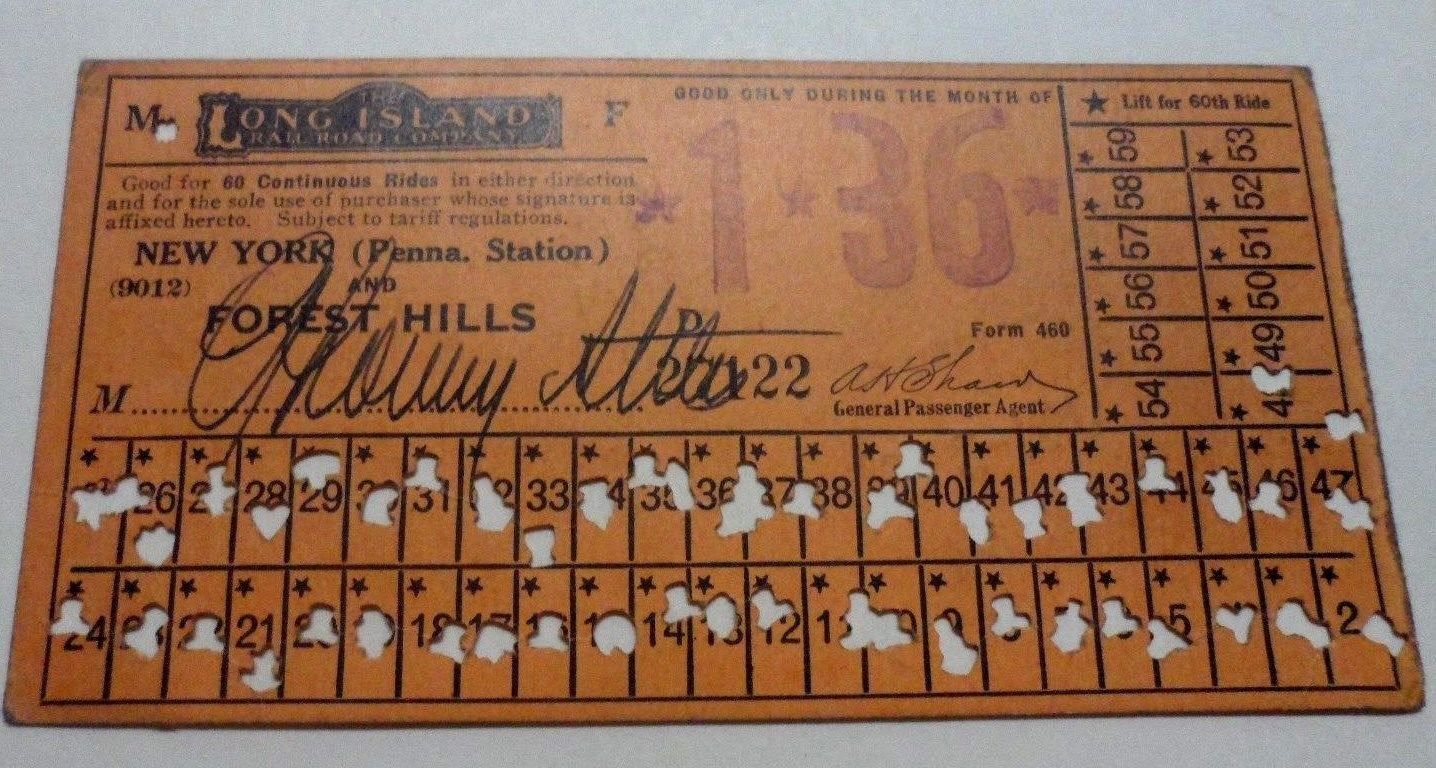 M F
THE
LONG ISLAND
RAIL ROAD COMPANY
Good for 60 Continuous Rides in either direction
and for the sole use of purchaser whose signature is
affixed hereto. Subject to tariff regulations.
NEW YORK (Penna. Station)
(9012) AND
FOREST HILLS
M
GOOD ONLY DURING THE MONTH OF
★1★36★
P
22
Form 460
A H Shaw
General Passenger Agent
★ Lift for 60th Ride
★ 59 ★ 53
★ 58 ★ 52
★ 57 ★ 51
★ 56 ★ 50
★ 55 ★ 49
★ 54 ★ 4
26 28 29 31 33 36 37 38 40 41 42 43 46 47
24 21 14 12 5 2